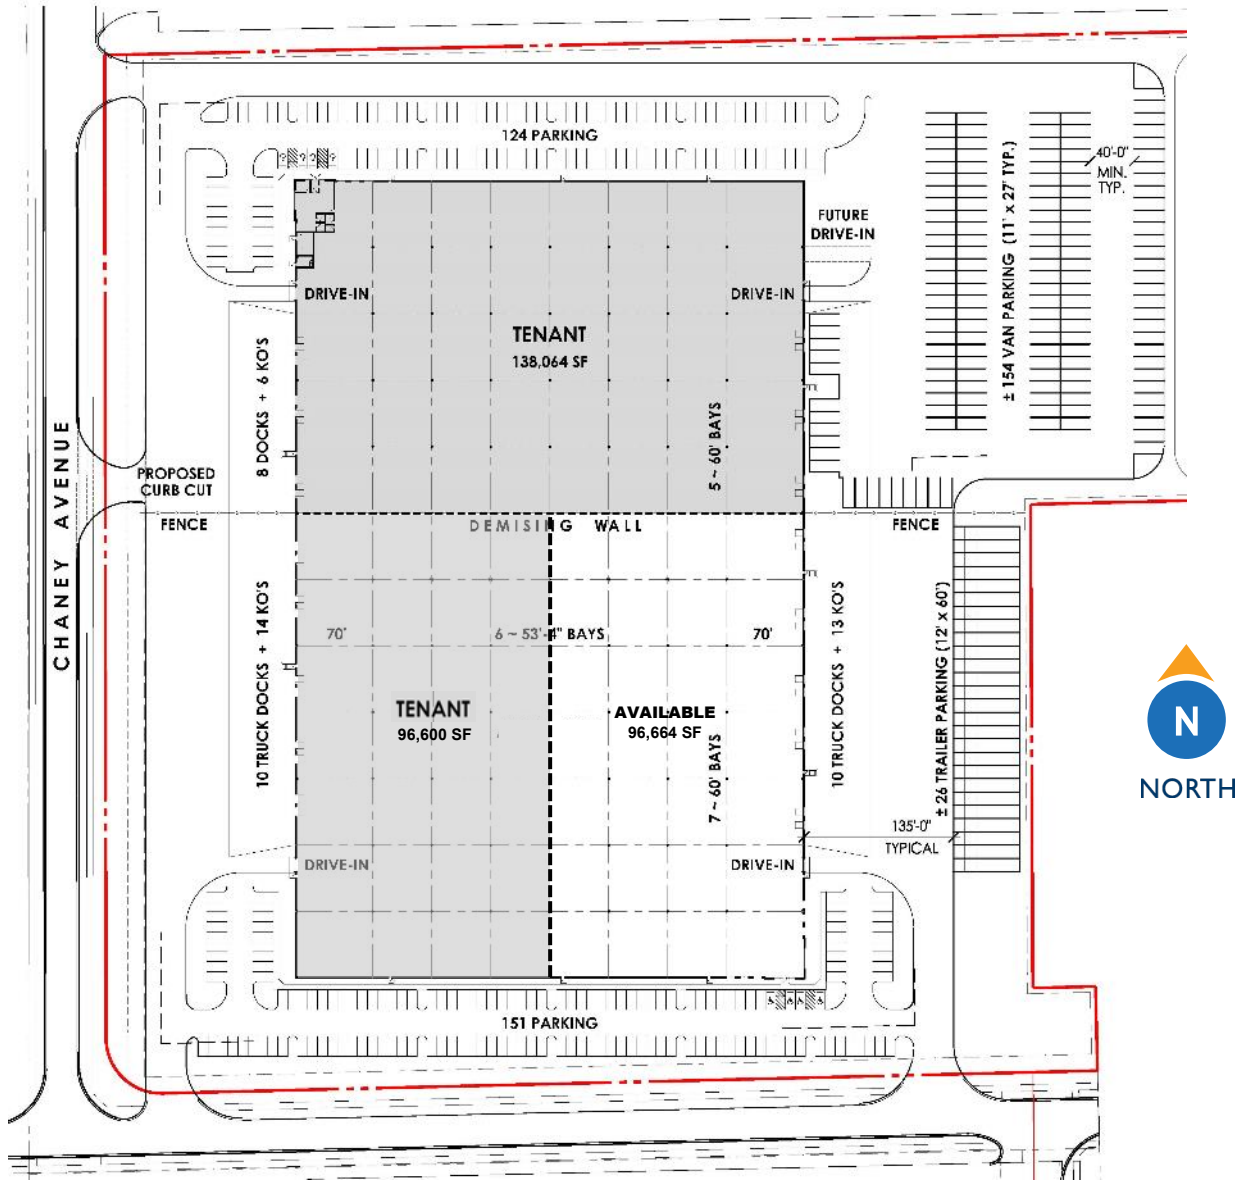 124 PARKING
40'-0"
MIN.
TYP.
± 154 VAN PARKING (11' x 27' TYP.)
FUTURE
DRIVE-IN
DRIVE-IN
DRIVE-IN
TENANT
138,064 SF
8 DOCKS + 6 KO'S
5 ~ 60' BAYS
CHANEY AVENUE
PROPOSED
CURB CUT
FENCE
DEMISING WALL
FENCE
10 TRUCK DOCKS + 14 KO'S
70'
6 ~ 53'-4" BAYS
70'
10 TRUCK DOCKS + 13 KO'S
± 26 TRAILER PARKING (12' x 60')
TENANT
96,600 SF
AVAILABLE
96,664 SF
7 ~ 60' BAYS
N
NORTH
135'-0"
TYPICAL
DRIVE-IN
DRIVE-IN
151 PARKING